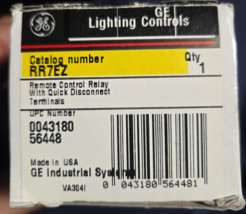 GE
Lighting Controls
Catalog number Qty
RR7EZ 1
Remote Control Relay
With Quick Disconnect
Terminals
UPC Number
0043180
56448
Made in USA
GE Industrial Systems
VA304!
0 043180 564481